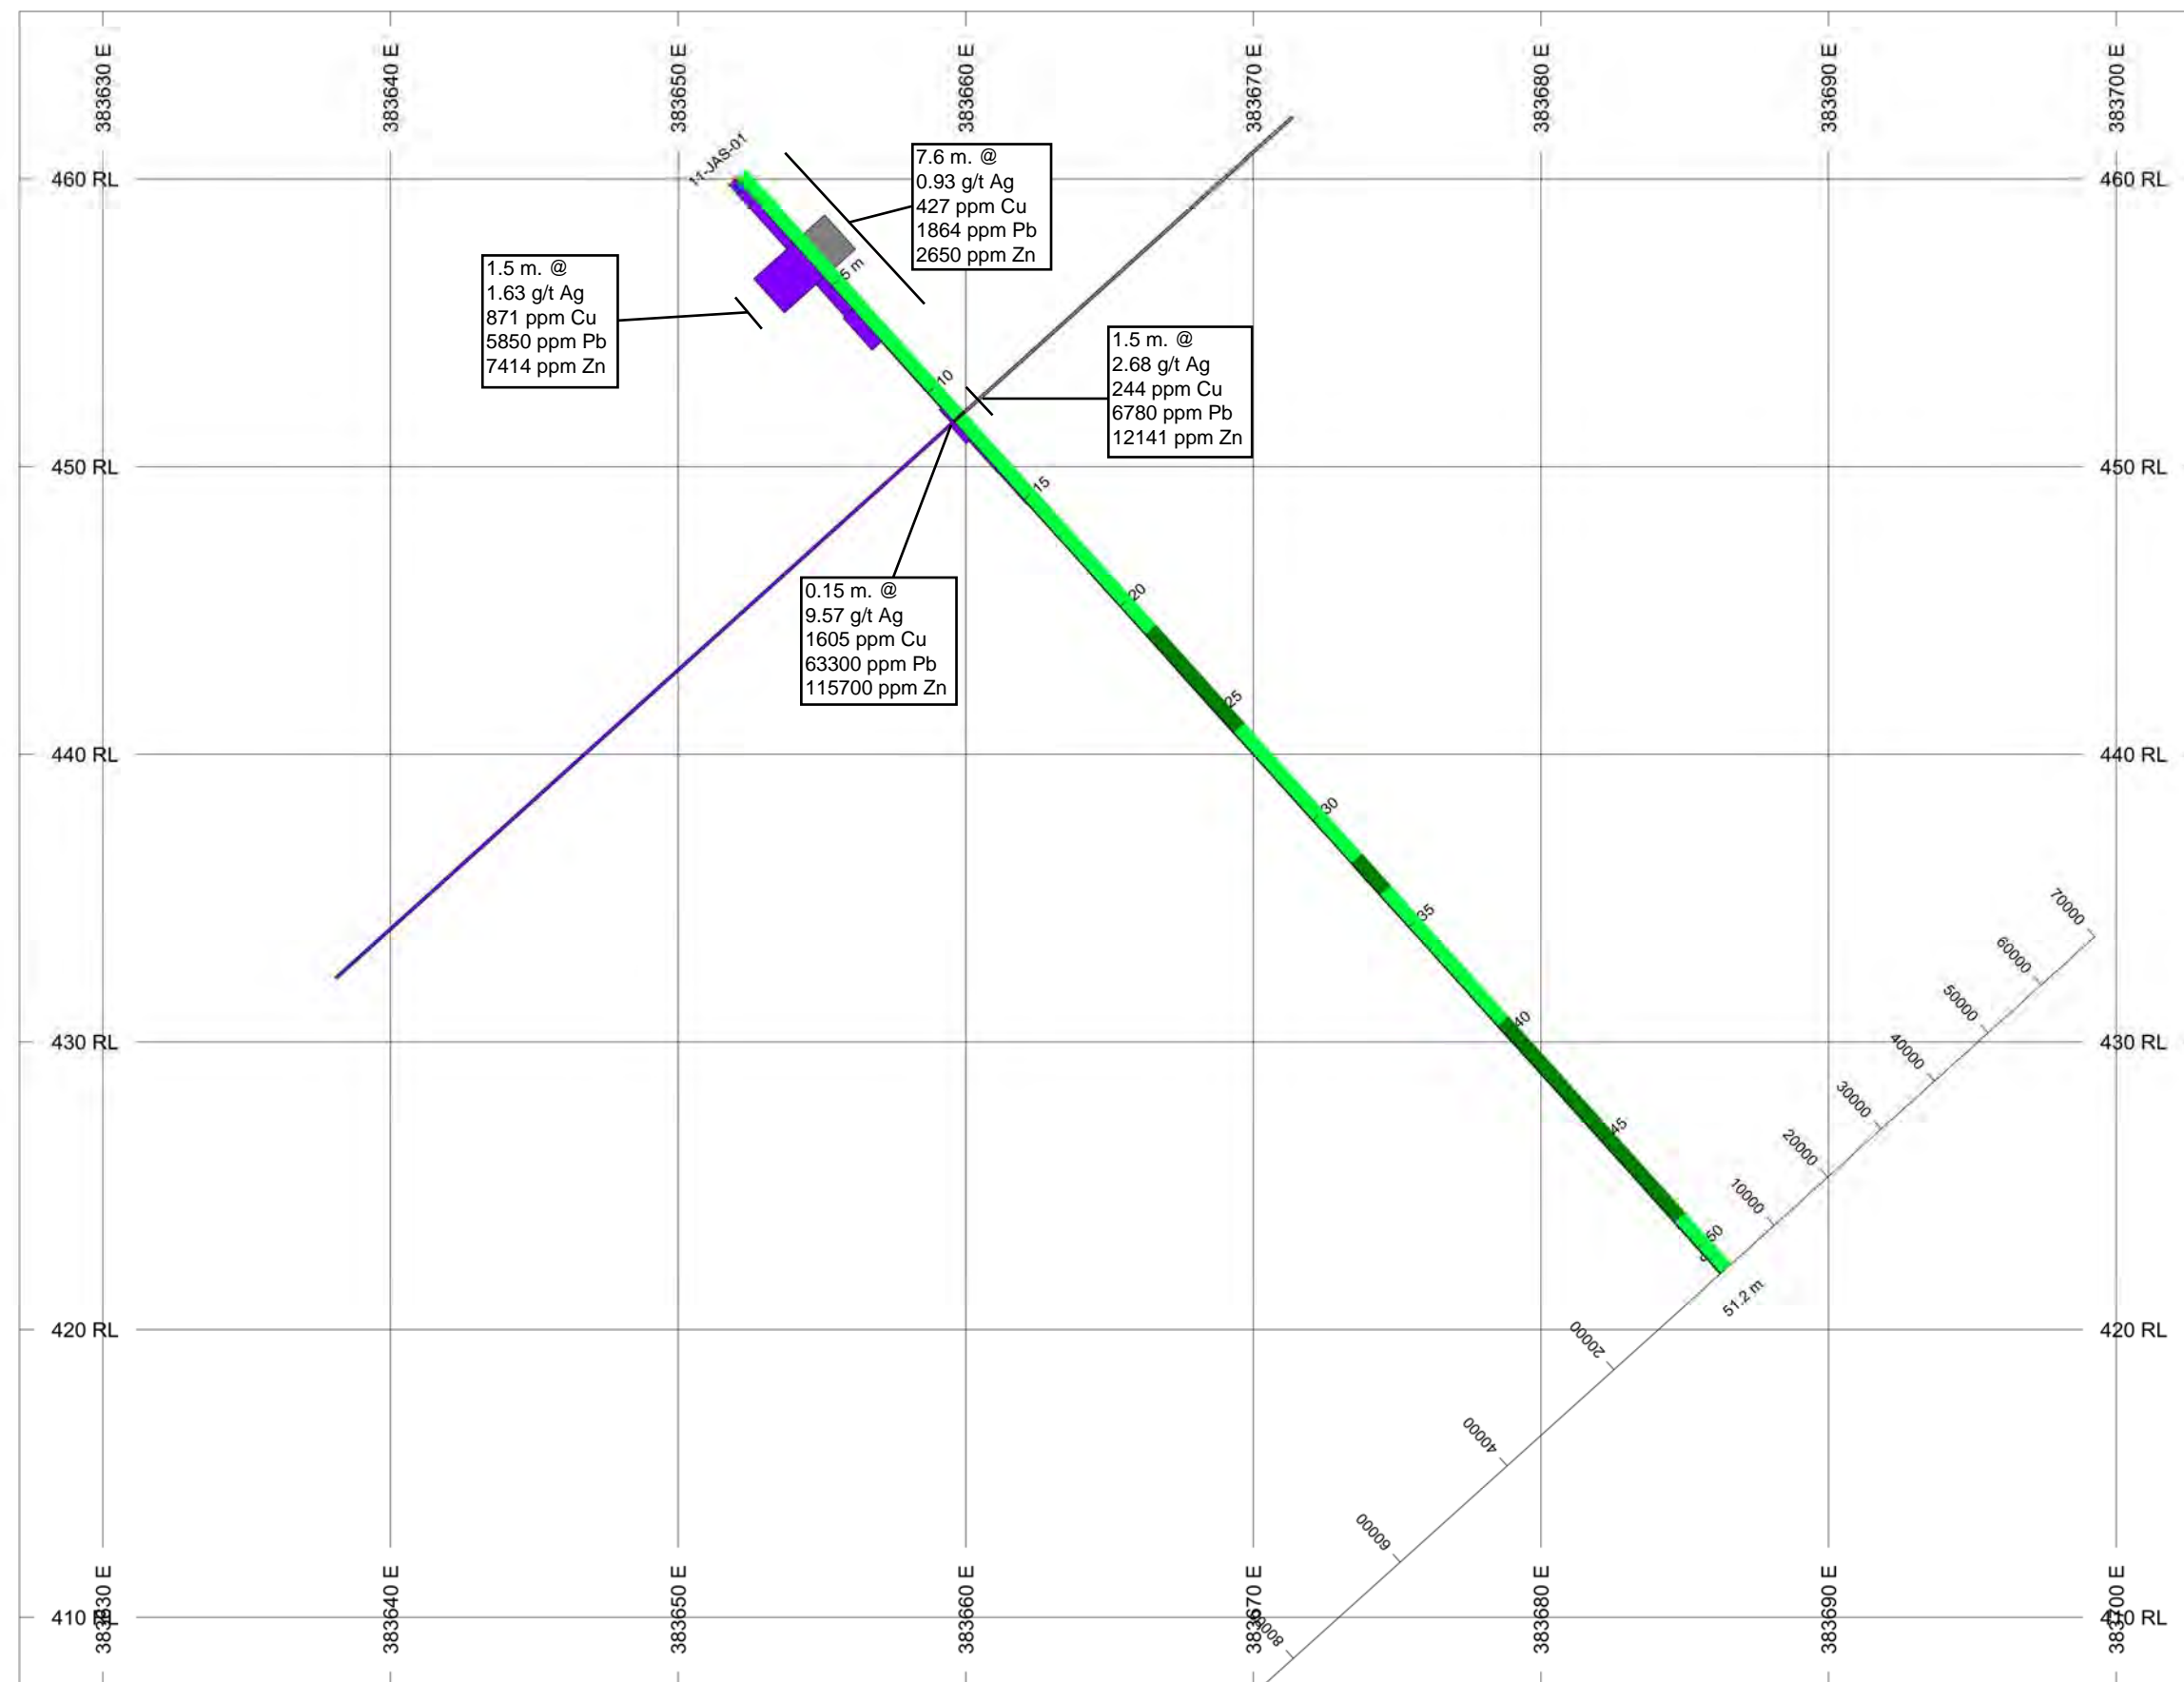 383630 E
383640 E
383650 E
383660 E
383670 E
383680 E
383690 E
383700 E
460 RL
460 RL
11-JAS-01
7.6 m. @
0.93 g/t Ag
427 ppm Cu
1864 ppm Pb
2650 ppm Zn
1.5 m. @
1.63 g/t Ag
871 ppm Cu
5850 ppm Pb
7414 ppm Zn
5 m
1.5 m. @
2.68 g/t Ag
244 ppm Cu
6780 ppm Pb
12141 ppm Zn
10
450 RL
450 RL
15
0.15 m. @
9.57 g/t Ag
1605 ppm Cu
63300 ppm Pb
115700 ppm Zn
20
25
440 RL
440 RL
30
35
70000
60000
50000
40000
30000
20000
10000
430 RL
430 RL
40
45
50
51.2 m
420 RL
420 RL
20000
40000
60000
80000
410 RL
410 RL
383630 E
383640 E
383650 E
383660 E
383670 E
383680 E
383690 E
383700 E